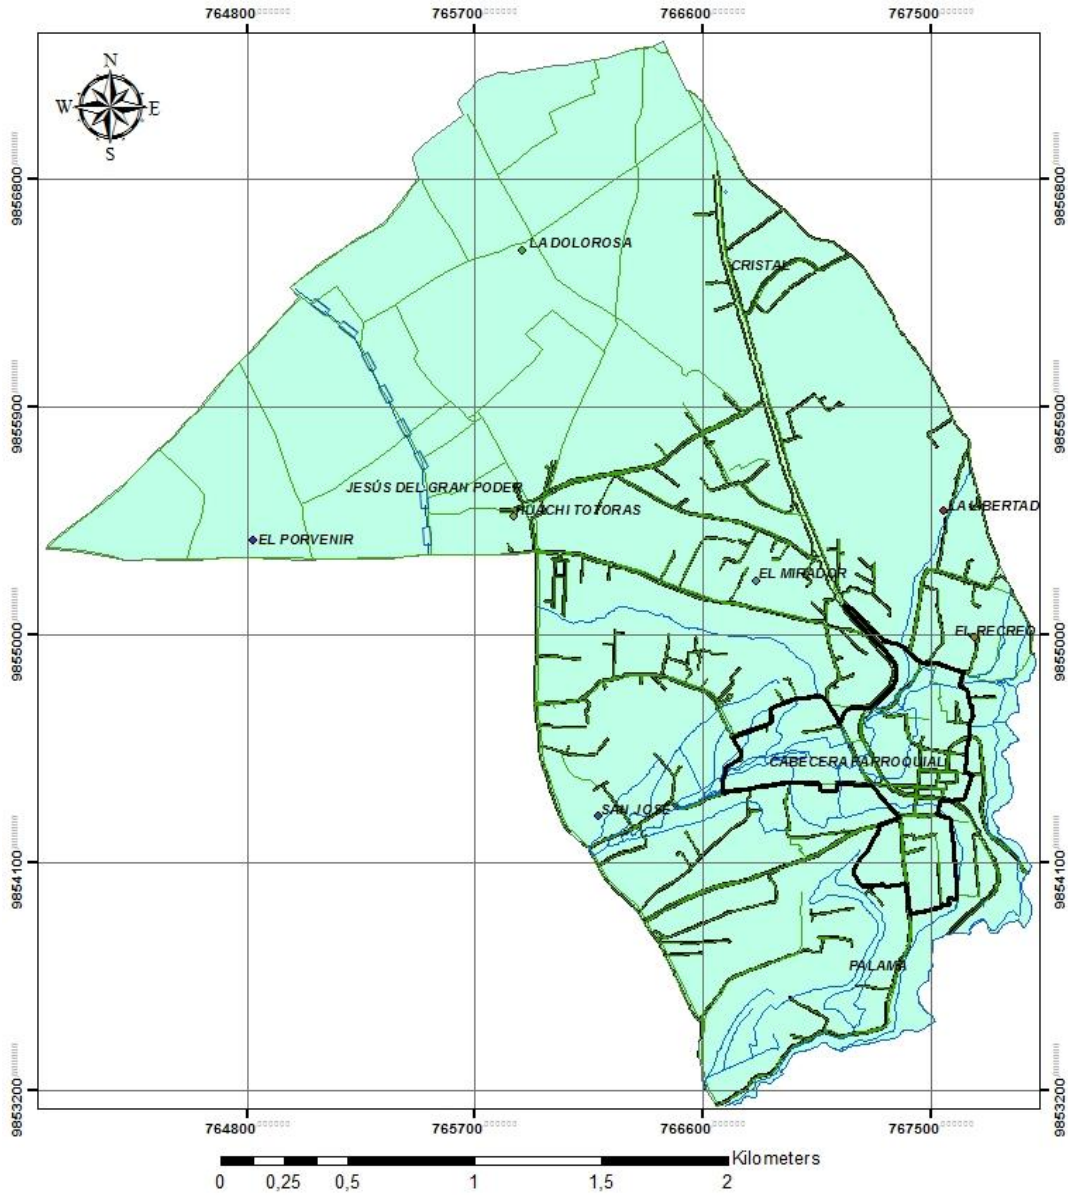 764800 765700 766600 767500
N
W E
S
9856800 9856800
LA DOLOROSA
CRISTAL
9855900 9855900
JESÚS DEL GRAN PODER
HUACHI TOTORAS
LA LIBERTAD
EL PORVENIR
EL MIRADOR
9855000 9855000
EL RECREO
CABECERA PARROQUIAL
SAN JOSE
9854100 9854100
PALAMA
9853200 9853200
764800 765700 766600 767500
Kilometers
0 0,25 0,5 1 1,5 2